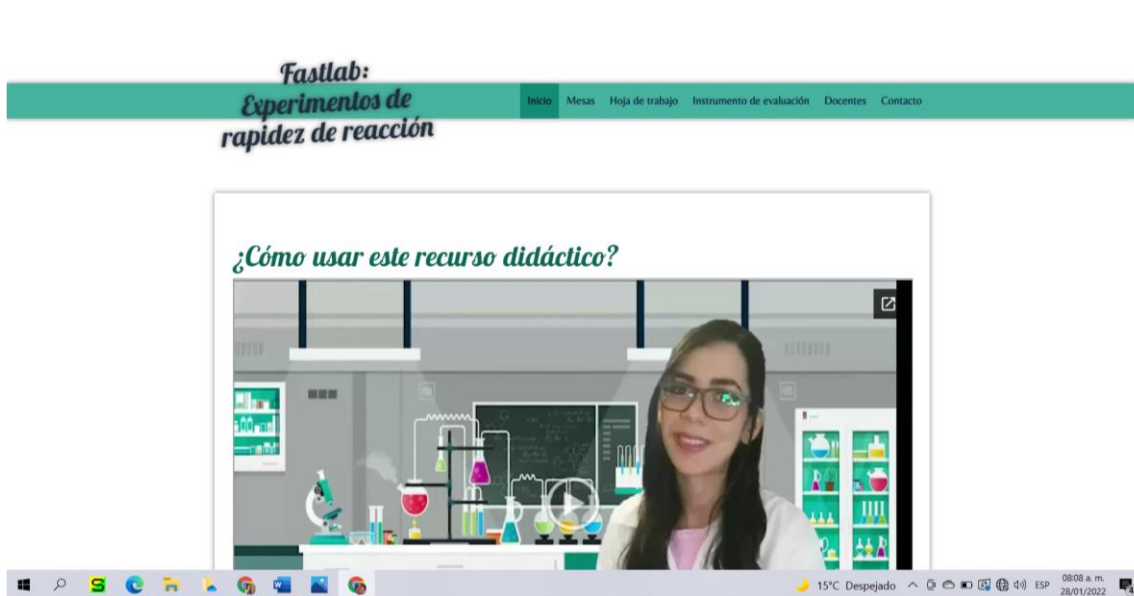 Fastlab:
Experimentos de
rapidez de reacción
Inicio Mesas Hoja de trabajo Instrumento de evaluación Docentes Contacto
¿Cómo usar este recurso didáctico?
15°C Despejado ESP 08:08 a. m.
28/01/2022